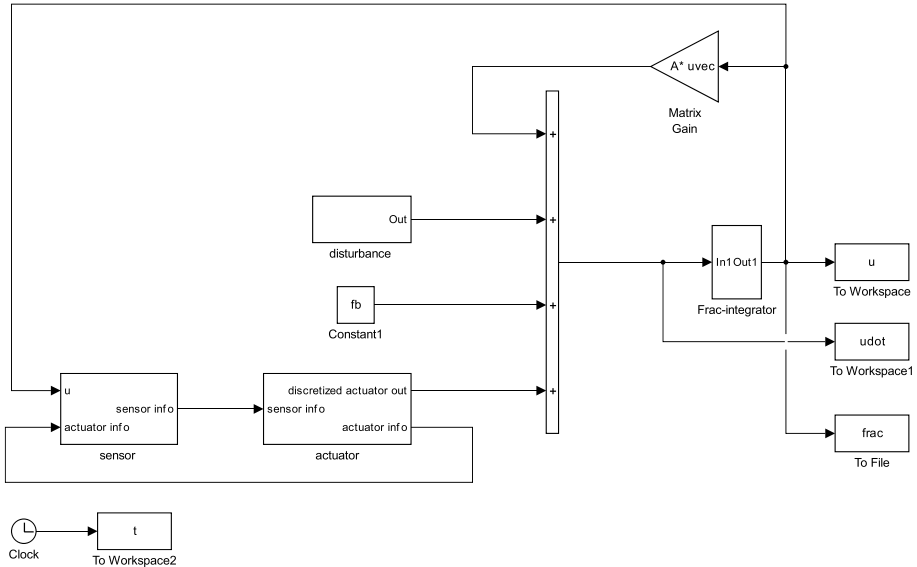 A* uvec
Matrix
Gain
+
Out
+
disturbance
In1Out1
Frac-integrator
u
To Workspace
fb
+
Constant1
udot
To Workspace1
u
sensor info
actuator info
sensor
discretized actuator out
sensor info
actuator info
actuator
+
frac
To File
Clock
t
To Workspace2